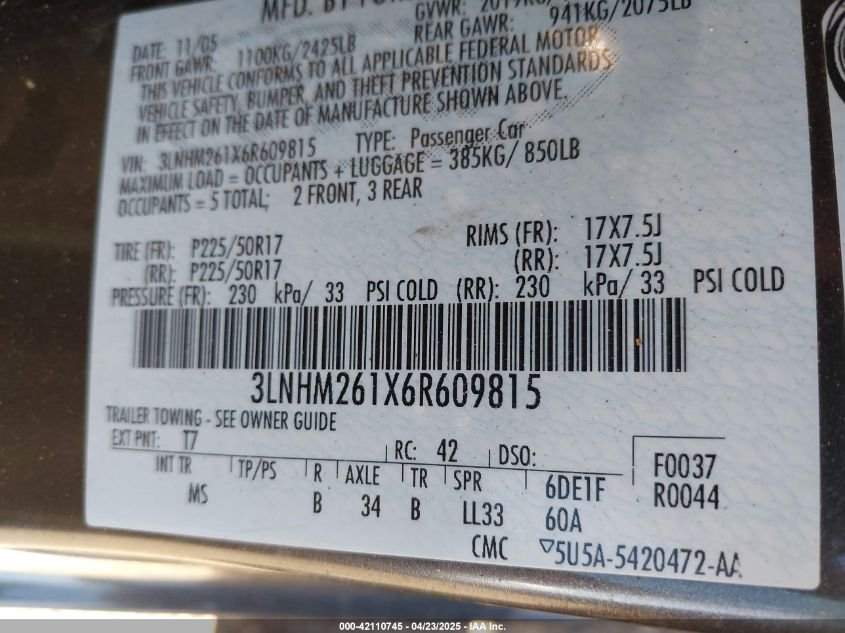 MFD. BY
GVWR: 2019KG/
DATE: 11/05
REAR GAWR: 941KG/2075LB
FRONT GAWR: 1100KG/2425LB
THIS VEHICLE CONFORMS TO ALL APPLICABLE FEDERAL MOTOR
VEHICLE SAFETY, BUMPER, AND THEFT PREVENTION STANDARDS
IN EFFECT ON THE DATE OF MANUFACTURE SHOWN ABOVE.
VIN: 3LNHM261X6R609815 TYPE: Passenger Car
MAXIMUM LOAD = OCCUPANTS + LUGGAGE = 385KG/ 850LB
OCCUPANTS = 5 TOTAL; 2 FRONT, 3 REAR
TIRE (FR): P225/50R17 RIMS (FR): 17X7.5J
(RR): P225/50R17 (RR): 17X7.5J
PRESSURE (FR): 230 kPa/ 33 PSI COLD (RR): 230 kPa/ 33 PSI COLD
3LNHM261X6R609815
TRAILER TOWING - SEE OWNER GUIDE
EXT PNT: T7 RC: 42 DSO: F0037
INT TR TP/PS R AXLE TR SPR 6DE1F R0044
MS B 34 B LL33 60A
CMC ▽5U5A-5420472-AA
000-42110745 - 04/23/2025 - IAA Inc.